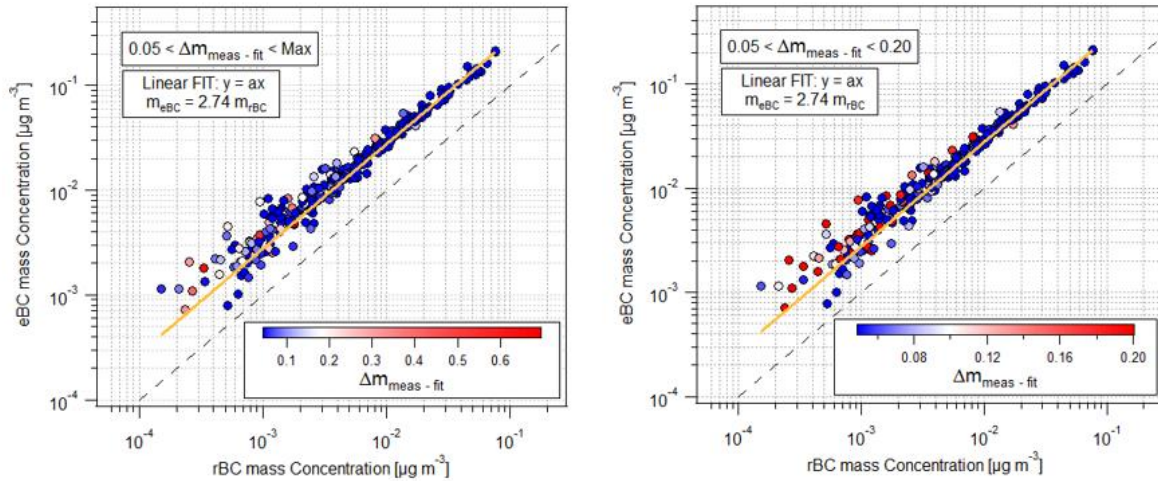 0.05 < Δm_meas - fit < Max
Linear FIT: y = ax
m_eBC = 2.74 m_rBC
eBC mass Concentration [µg m⁻³]
10⁻¹
10⁻²
10⁻³
10⁻⁴
0.1 0.2 0.3 0.4 0.5 0.6
Δm_meas - fit
10⁻⁴ 10⁻³ 10⁻² 10⁻¹
rBC mass Concentration [µg m⁻³]
0.05 < Δm_meas - fit < 0.20
Linear FIT: y = ax
m_eBC = 2.74 m_rBC
eBC mass Concentration [µg m⁻³]
10⁻¹
10⁻²
10⁻³
10⁻⁴
0.08 0.12 0.16 0.20
Δm_meas - fit
10⁻⁴ 10⁻³ 10⁻² 10⁻¹
rBC mass Concentration [µg m⁻³]